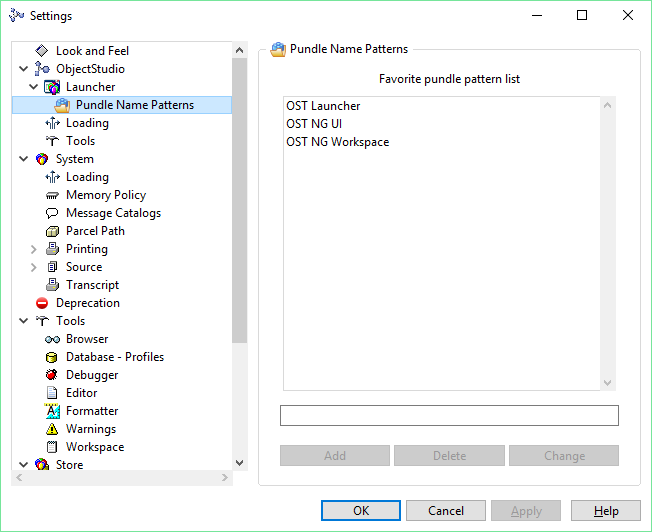 Settings
Look and Feel
ObjectStudio
Launcher
Pundle Name Patterns
Loading
Tools
System
Loading
Memory Policy
Message Catalogs
Parcel Path
Printing
Source
Transcript
Deprecation
Tools
Browser
Database - Profiles
Debugger
Editor
Formatter
Warnings
Workspace
Store
Pundle Name Patterns
Favorite pundle pattern list
OST Launcher
OST NG UI
OST NG Workspace
Add Delete Change
OK Cancel Apply Help